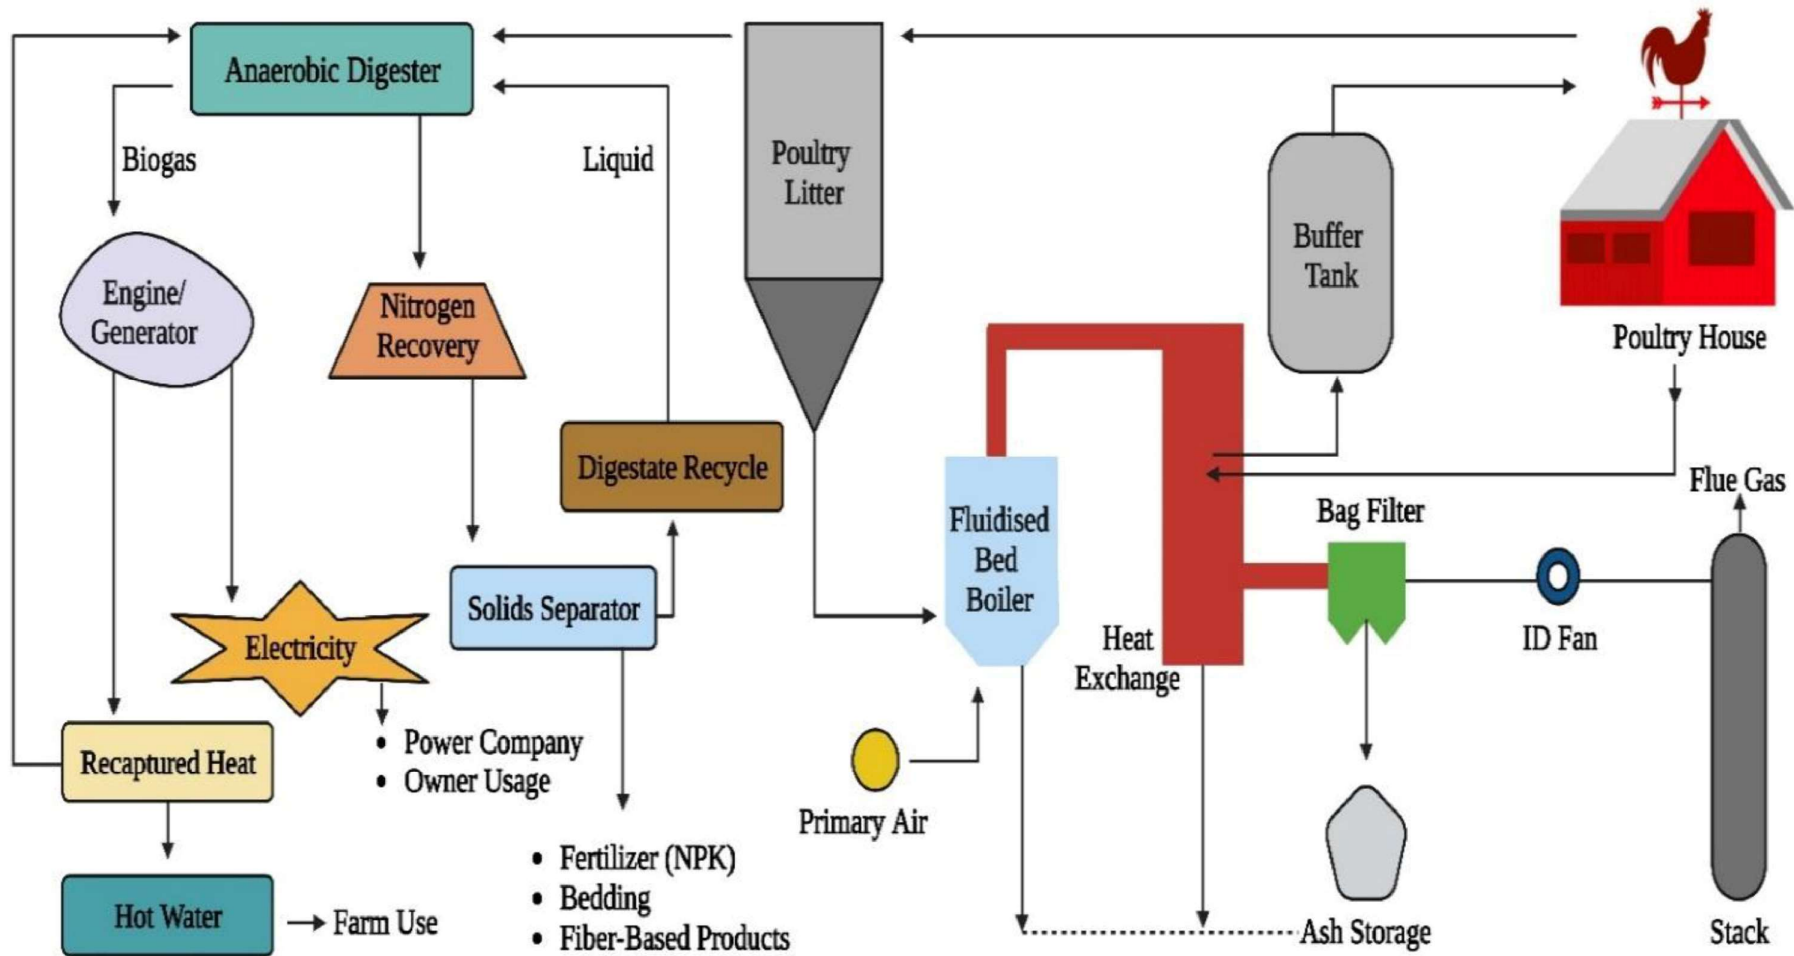 Anaerobic Digester
Biogas
Liquid
Poultry
Litter
Buffer
Tank
Poultry House
Engine/
Generator
Nitrogen
Recovery
Digestate Recycle
Fluidised
Bed
Boiler
Flue Gas
Bag Filter
Solids Separator
Electricity
Heat
Exchange
ID Fan
Recaptured Heat
• Power Company
• Owner Usage
Primary Air
• Fertilizer (NPK)
• Bedding
• Fiber-Based Products
Hot Water
Farm Use
Ash Storage
Stack